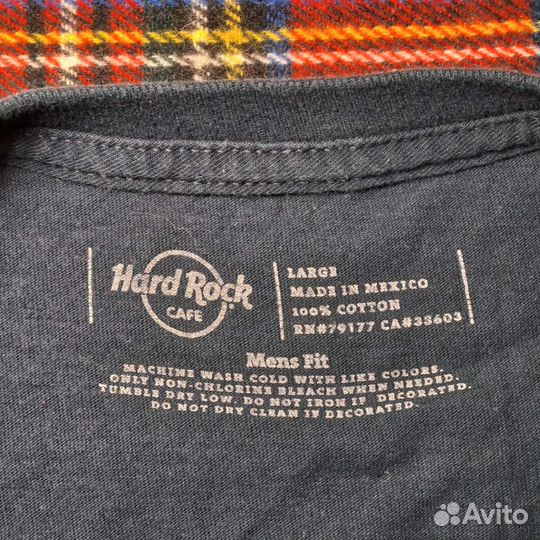 Hard Rock
CAFE
LARGE
MADE IN MEXICO
100% COTTON
RN#79177 CA#35603
Mens Fit
MACHINE WASH COLD WITH LIKE COLORS.
ONLY NON-CHLORINE BLEACH WHEN NEEDED.
TUMBLE DRY LOW. DO NOT IRON IF DECORATED.
DO NOT DRY CLEAN IF DECORATED.
Avito